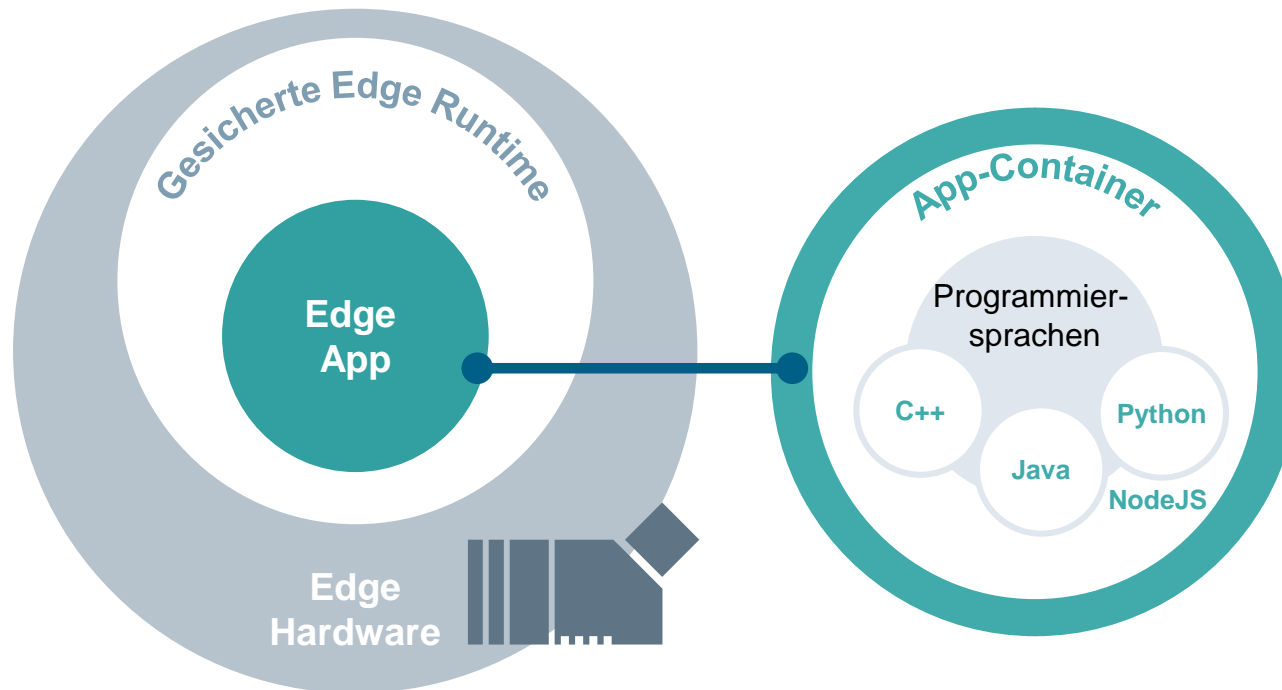 Gesicherte Edge Runtime
Edge
App
Edge
Hardware
App-Container
Programmier-
sprachen
C++
Java
Python
NodeJS